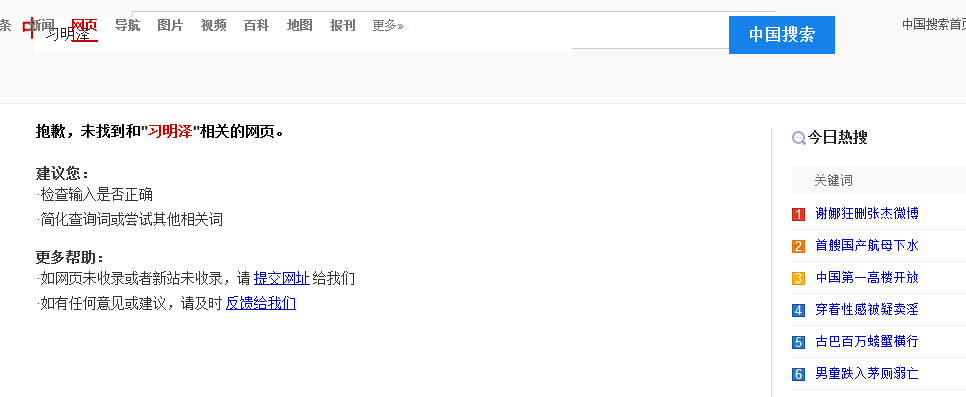 条 新闻 网页 导航 图片 视频 百科 地图 报刊 更多»
中国搜索首页
习明泽
中国搜索
抱歉，未找到和"习明泽"相关的网页。
建议您：
·检查输入是否正确
·简化查询词或尝试其他相关词
更多帮助：
·如网页未收录或者新站未收录，请 提交网址 给我们
·如有任何意见或建议，请及时 反馈给我们
今日热搜
关键词
1 谢娜狂删张杰微博
2 首艘国产航母下水
3 中国第一高楼开放
4 穿着性感被疑卖淫
5 古巴百万螃蟹横行
6 男童跌入茅厕溺亡